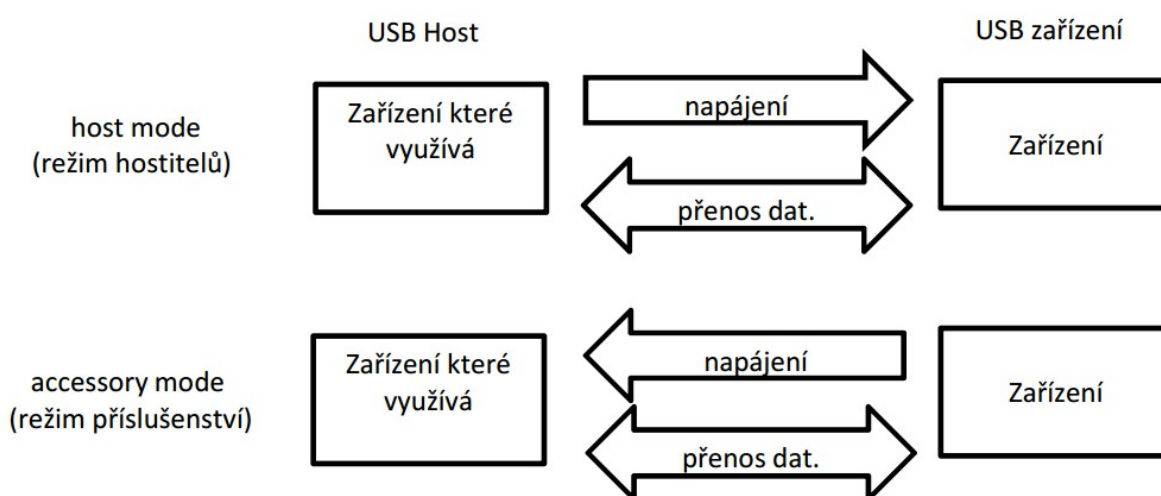 USB Host
USB zařízení
host mode
(režim hostitelů)
Zařízení které
využívá
napájení
přenos dat.
Zařízení
accessory mode
(režim příslušenství)
Zařízení které
využívá
napájení
přenos dat.
Zařízení